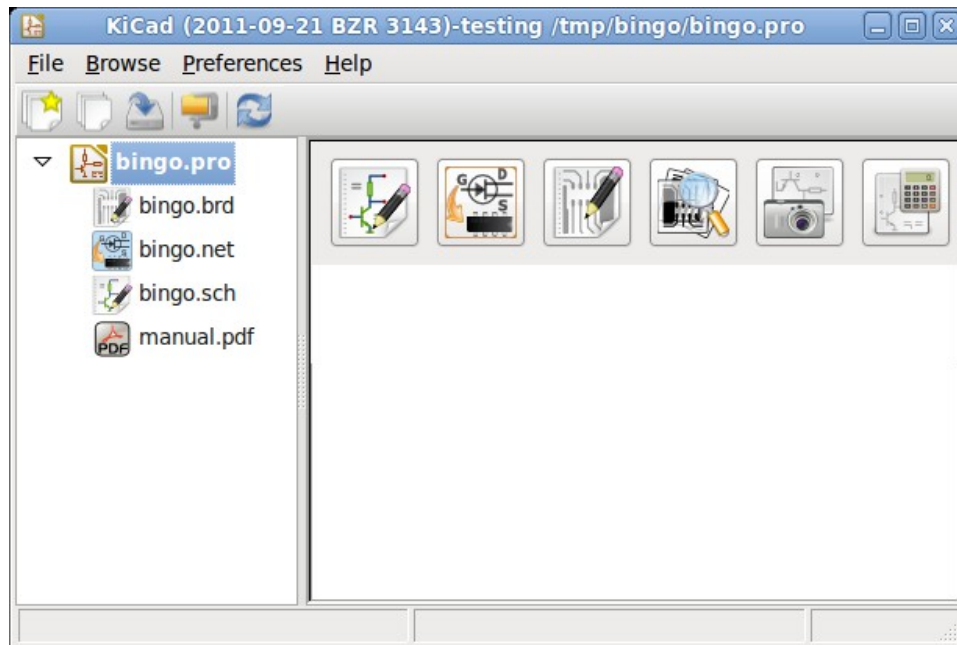 KiCad (2011-09-21 BZR 3143)-testing /tmp/bingo/bingo.pro
File Browse Preferences Help
bingo.pro
G D
S
bingo.brd
bingo.net
bingo.sch
manual.pdf
PDF